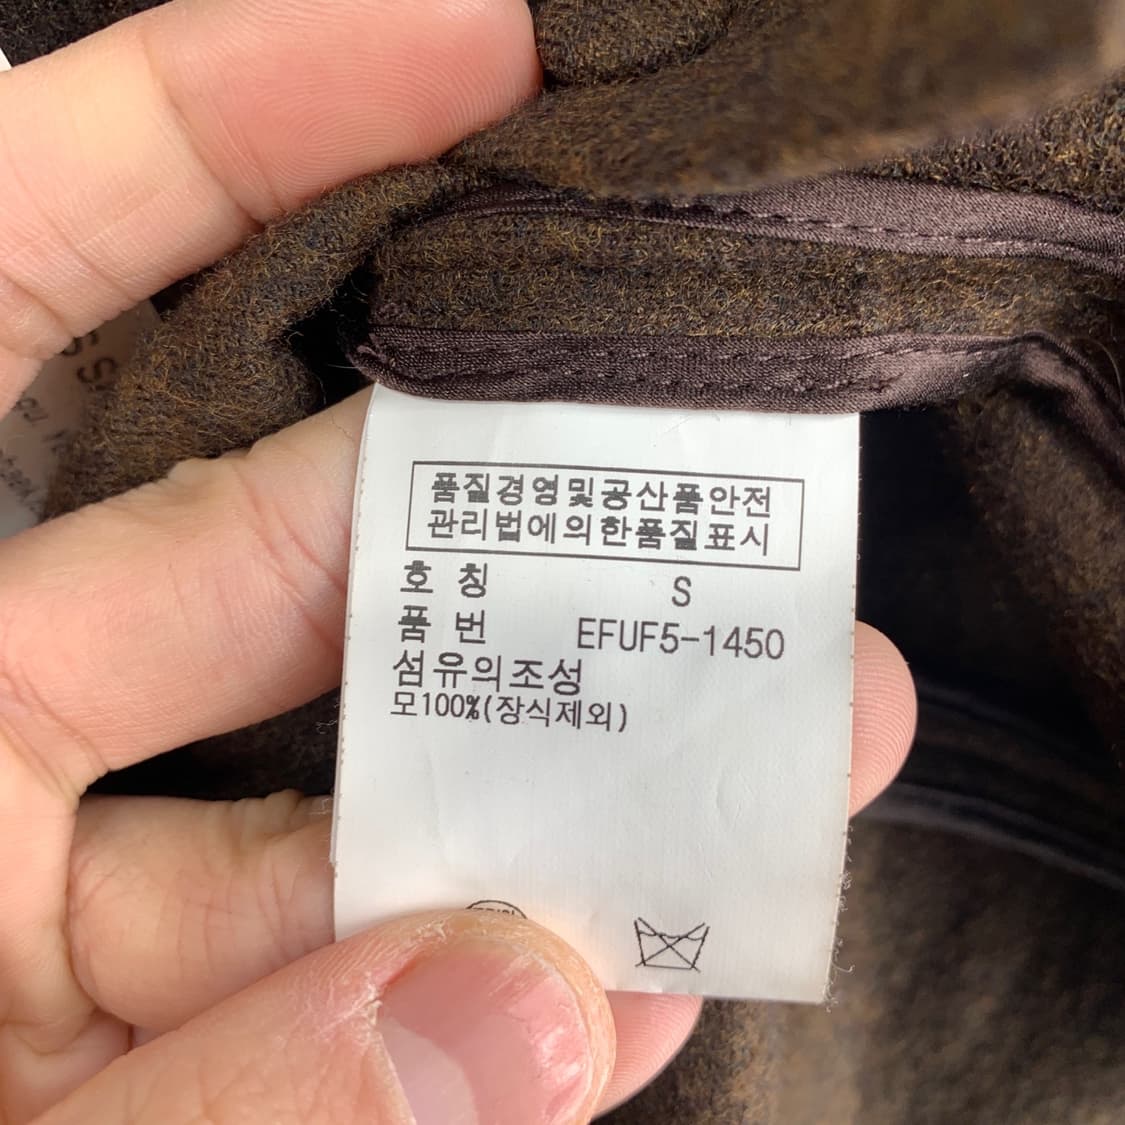 품질경영및공산품안전
관리법에의한품질표시
호 칭 S
품 번 EFUF5-1450
섬유의조성
모100%(장식제외)